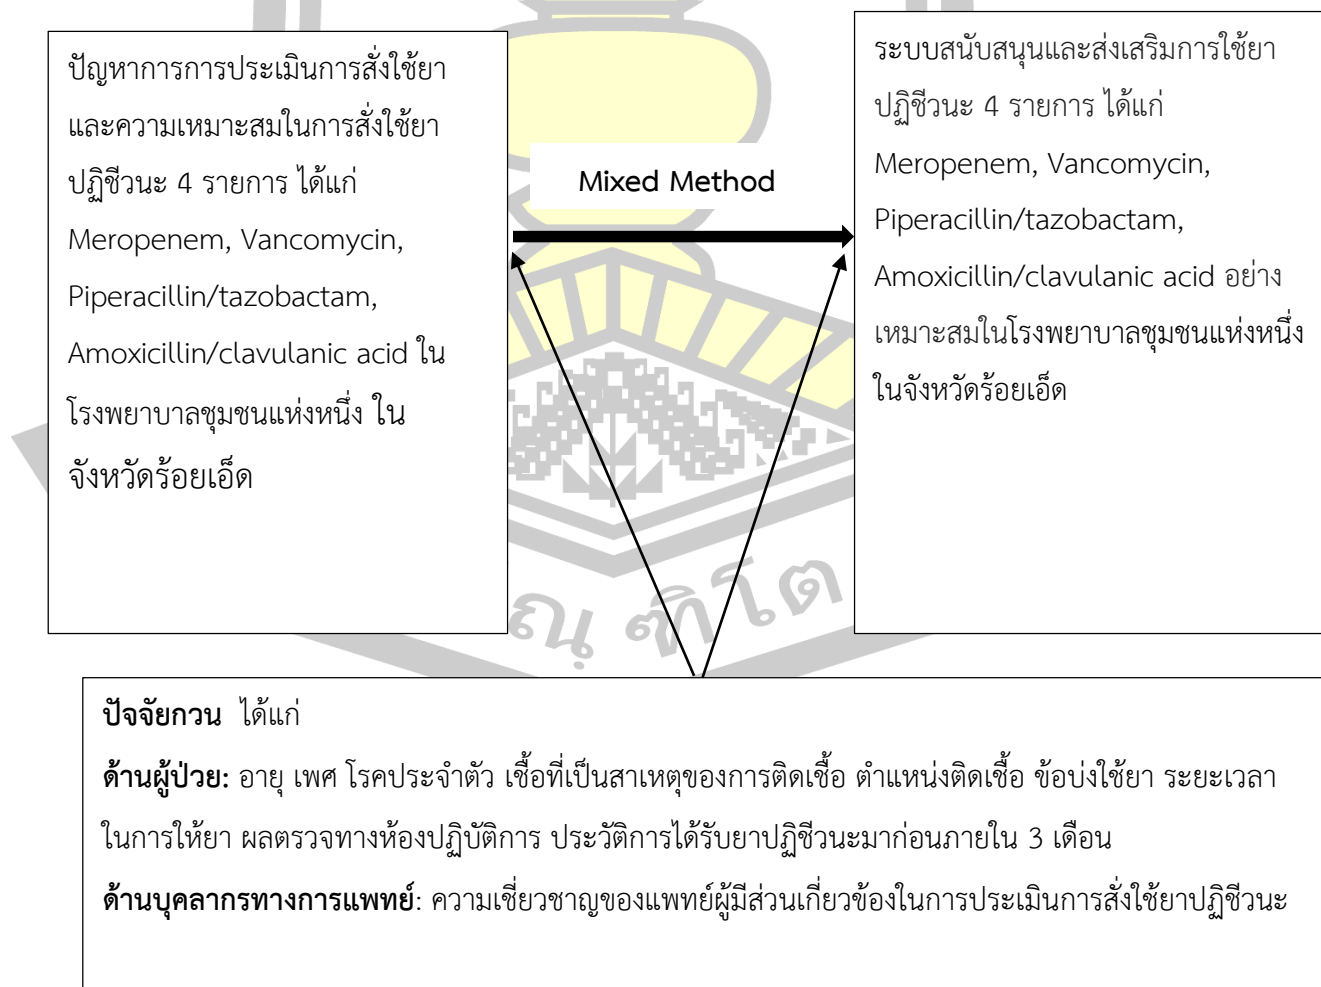 ปัญหาการการประเมินการสั่งใช้ยา
และความเหมาะสมในการสั่งใช้ยา
ปฏิชีวนะ 4 รายการ ได้แก่
Meropenem, Vancomycin,
Piperacillin/tazobactam,
Amoxicillin/clavulanic acid ใน
โรงพยาบาลชุมชนแห่งหนึ่ง ใน
จังหวัดร้อยเอ็ด
Mixed Method
ระบบสนับสนุนและส่งเสริมการใช้ยา
ปฏิชีวนะ 4 รายการ ได้แก่
Meropenem, Vancomycin,
Piperacillin/tazobactam,
Amoxicillin/clavulanic acid อย่าง
เหมาะสมในโรงพยาบาลชุมชนแห่งหนึ่ง
ในจังหวัดร้อยเอ็ด
ปัจจัยกวน ได้แก่
ด้านผู้ป่วย: อายุ เพศ โรคประจำตัว เชื้อที่เป็นสาเหตุของการติดเชื้อ ตำแหน่งติดเชื้อ ข้อบ่งใช้ยา ระยะเวลา
ในการให้ยา ผลตรวจทางห้องปฏิบัติการ ประวัติการได้รับยาปฏิชีวนะมาก่อนภายใน 3 เดือน
ด้านบุคลากรทางการแพทย์: ความเชี่ยวชาญของแพทย์ผู้มีส่วนเกี่ยวข้องในการประเมินการสั่งใช้ยาปฏิชีวนะ